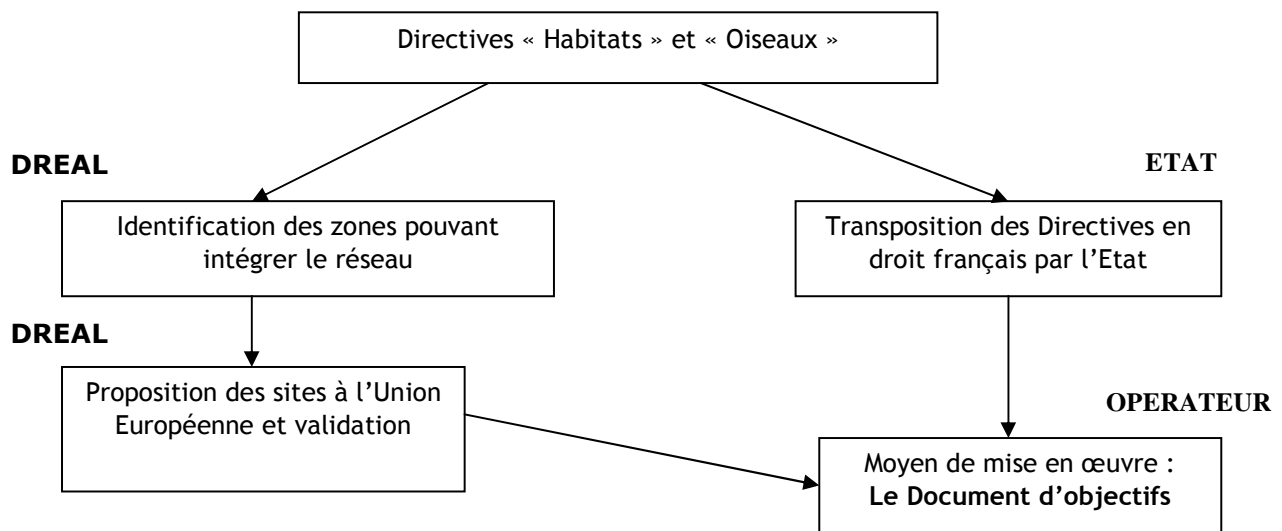 Directives « Habitats » et « Oiseaux »
DREAL
ETAT
Identification des zones pouvant
intégrer le réseau
Transposition des Directives en
droit français par l’Etat
DREAL
Proposition des sites à l’Union
Européenne et validation
OPERATEUR
Moyen de mise en œuvre :
Le Document d’objectifs